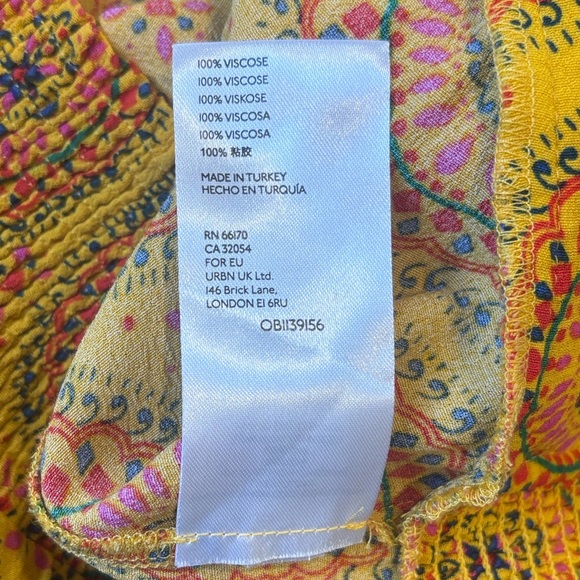 100% VISCOSE
100% VISCOSE
100% VISKOSE
100% VISCOSA
100% VISCOSA
100% 粘胶
MADE IN TURKEY
HECHO EN TURQUÍA
RN 66170
CA 32054
FOR EU
URBN UK Ltd.
146 Brick Lane,
LONDON E1 6RU
OB1139156